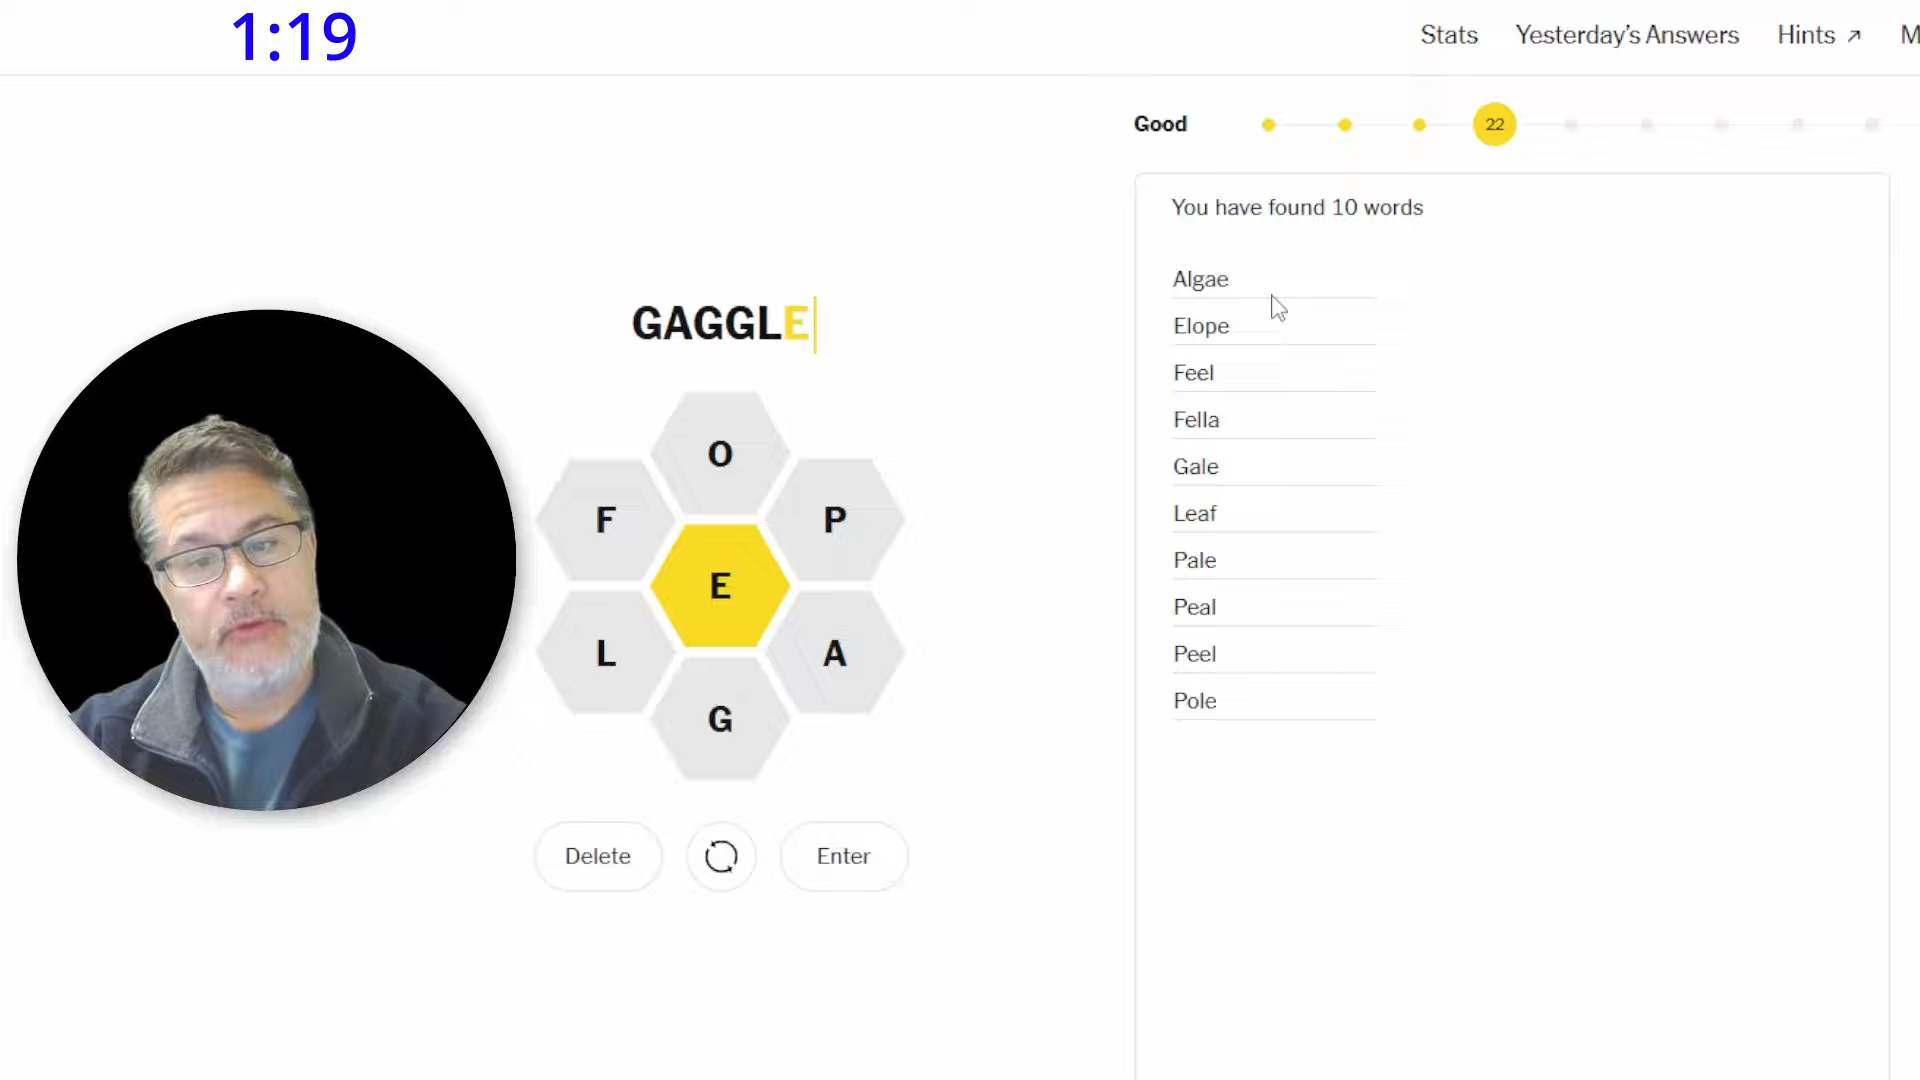 1:19
Stats Yesterday's Answers Hints ↗ M
Good 22
You have found 10 words
Algae
Elope
Feel
Fella
Gale
Leaf
Pale
Peal
Peel
Pole
GAGGLE
O
F P
E
L A
G
Delete Enter